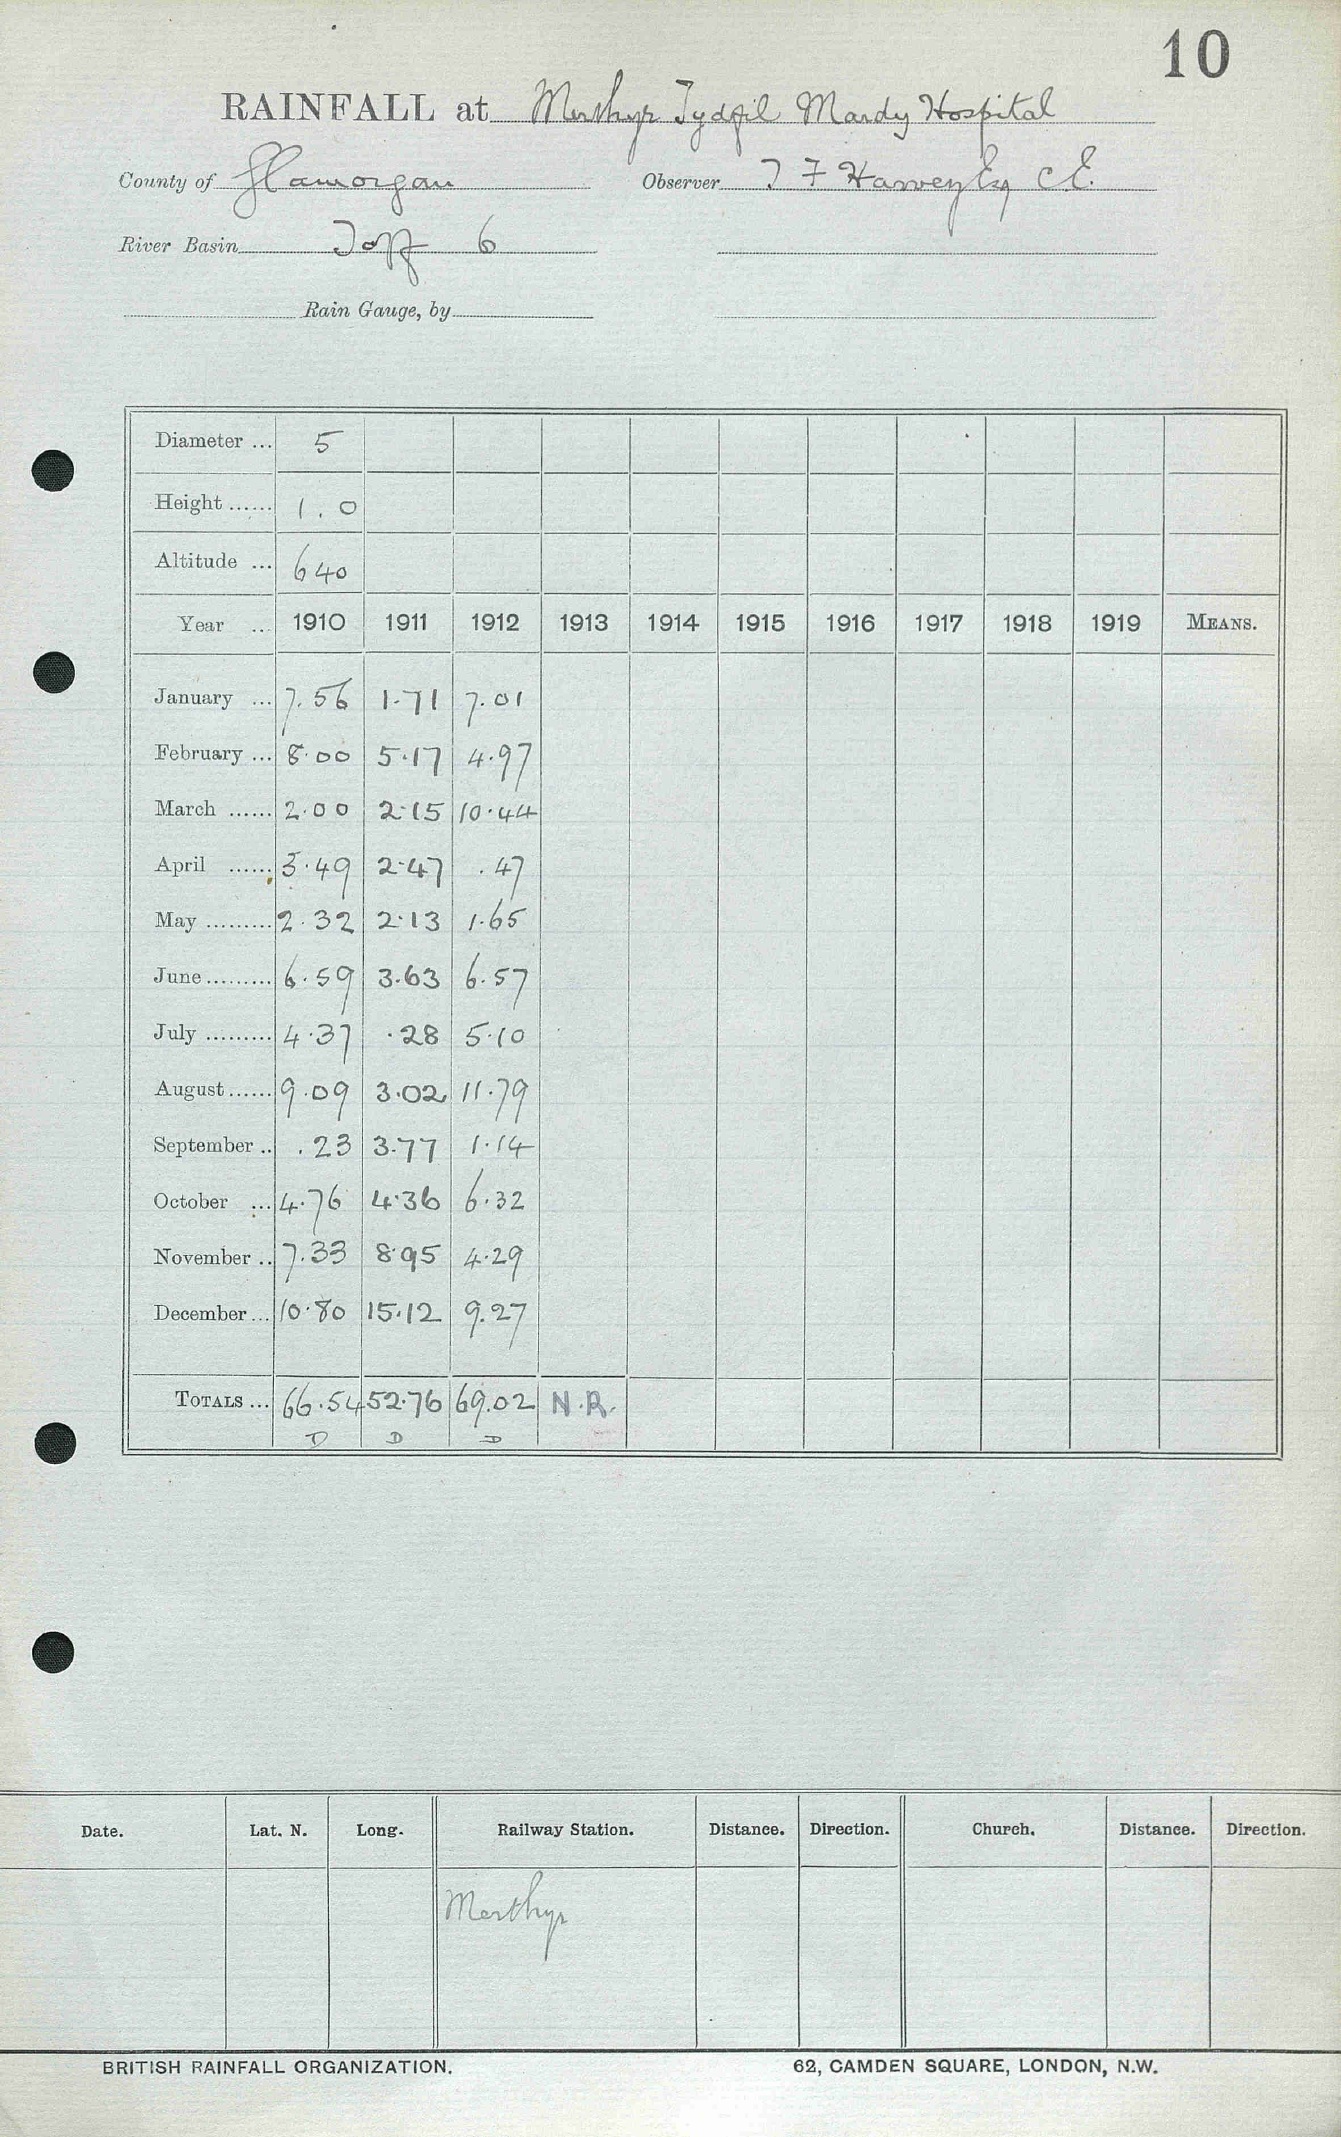 10
RAINFALL at Merthyr Tydfil Mardy Hospital
County of Glamorgan Observer T F Harvey Esq C.E.
River Basin Taff 6
Rain Gauge, by
Diameter ... 5
Height ...... 1.0
Altitude ... 640
Year ... 1910 1911 1912 1913 1914 1915 1916 1917 1918 1919 MEANS.
January ... 7.56 1.71 7.01
February ... 8.00 5.17 4.97
March ...... 2.00 2.15 10.44
April ...... 3.49 2.47 .47
May ......... 2.32 2.13 1.65
June ......... 6.59 3.63 6.57
July ......... 4.37 .28 5.10
August ...... 9.09 3.02 11.79
September .. .23 3.77 1.14
October ... 4.76 4.36 6.32
November .. 7.33 8.95 4.29
December ... 10.80 15.12 9.27
TOTALS ... 66.54 52.76 69.02 N.R.
D D D
Date. Lat. N. Long. Railway Station. Distance. Direction. Church. Distance. Direction.
Merthyr
BRITISH RAINFALL ORGANIZATION. 62, CAMDEN SQUARE, LONDON, N.W.